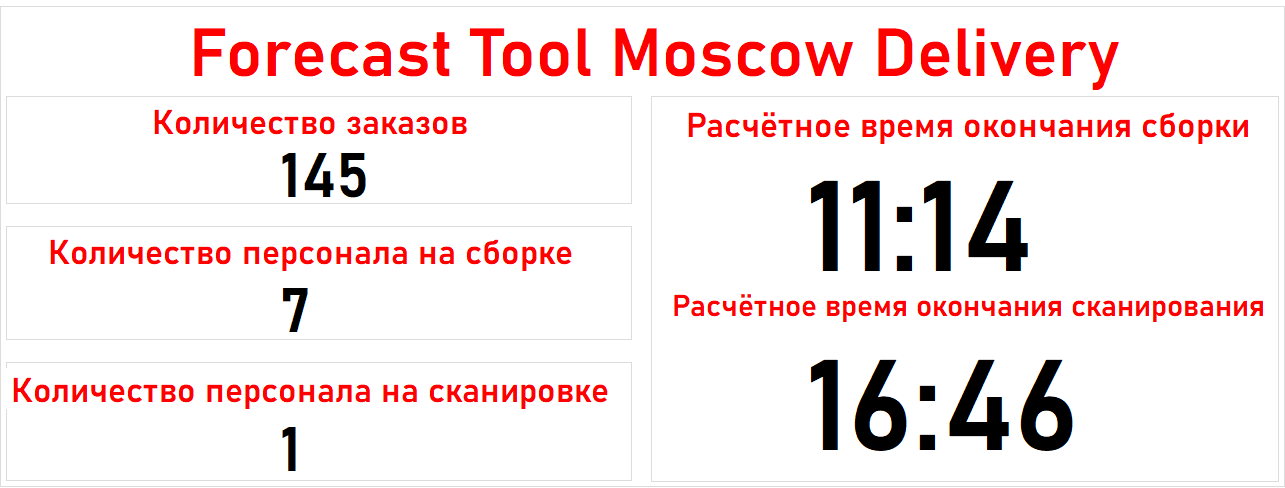 Forecast Tool Moscow Delivery
Количество заказов
145
Количество персонала на сборке
7
Количество персонала на сканировке
1
Расчётное время окончания сборки
11:14
Расчётное время окончания сканирования
16:46